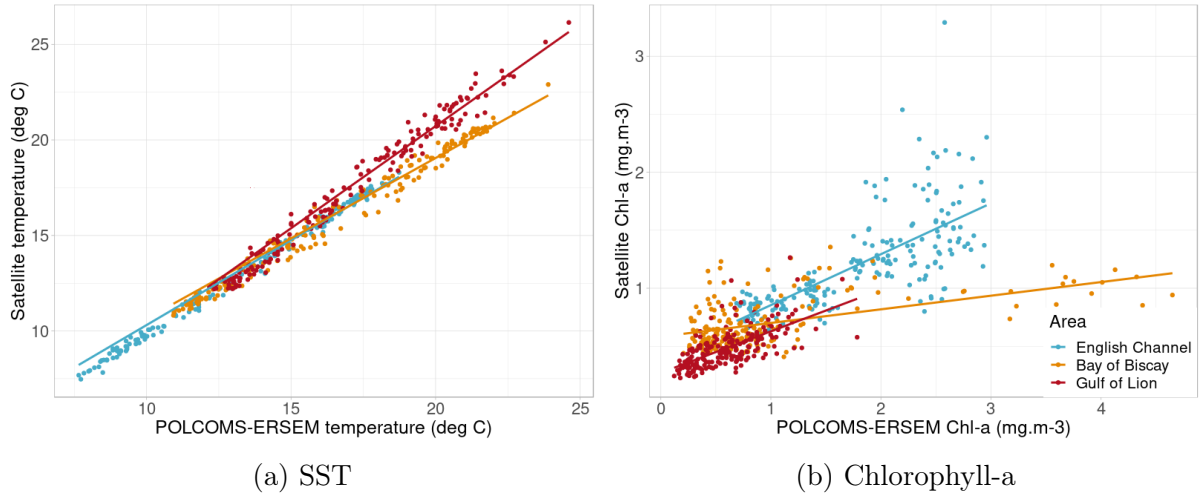 25
20
15
10
10
15
20
25
Satellite temperature (deg C)
POLCOMS-ERSEM temperature (deg C)
(a) SST
3
2
1
0
1
2
3
4
Satellite Chl-a (mg.m-3)
POLCOMS-ERSEM Chl-a (mg.m-3)
Area
English Channel
Bay of Biscay
Gulf of Lion
(b) Chlorophyll-a